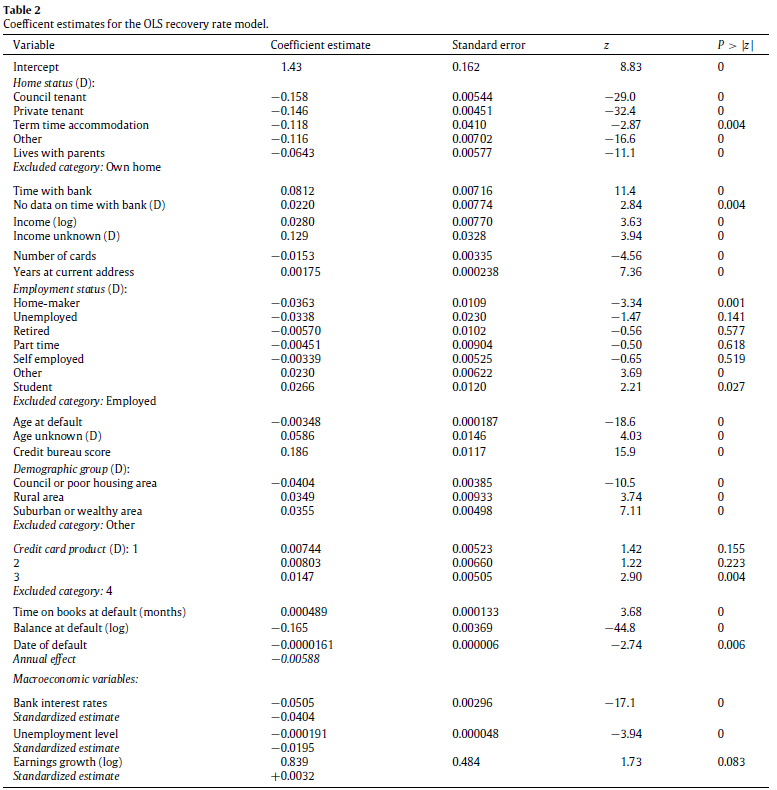 Table 2
Coefficent estimates for the OLS recovery rate model.
Variable Coefficient estimate Standard error z P > |z|
Intercept 1.43 0.162 8.83 0
Home status (D):
Council tenant −0.158 0.00544 −29.0 0
Private tenant −0.146 0.00451 −32.4 0
Term time accommodation −0.118 0.0410 −2.87 0.004
Other −0.116 0.00702 −16.6 0
Lives with parents −0.0643 0.00577 −11.1 0
Excluded category: Own home
Time with bank 0.0812 0.00716 11.4 0
No data on time with bank (D) 0.0220 0.00774 2.84 0.004
Income (log) 0.0280 0.00770 3.63 0
Income unknown (D) 0.129 0.0328 3.94 0
Number of cards −0.0153 0.00335 −4.56 0
Years at current address 0.00175 0.000238 7.36 0
Employment status (D):
Home-maker −0.0363 0.0109 −3.34 0.001
Unemployed −0.0338 0.0230 −1.47 0.141
Retired −0.00570 0.0102 −0.56 0.577
Part time −0.00451 0.00904 −0.50 0.618
Self employed −0.00339 0.00525 −0.65 0.519
Other 0.0230 0.00622 3.69 0
Student 0.0266 0.0120 2.21 0.027
Excluded category: Employed
Age at default −0.00348 0.000187 −18.6 0
Age unknown (D) 0.0586 0.0146 4.03 0
Credit bureau score 0.186 0.0117 15.9 0
Demographic group (D):
Council or poor housing area −0.0404 0.00385 −10.5 0
Rural area 0.0349 0.00933 3.74 0
Suburban or wealthy area 0.0355 0.00498 7.11 0
Excluded category: Other
Credit card product (D): 1 0.00744 0.00523 1.42 0.155
2 0.00803 0.00660 1.22 0.223
3 0.0147 0.00505 2.90 0.004
Excluded category: 4
Time on books at default (months) 0.000489 0.000133 3.68 0
Balance at default (log) −0.165 0.00369 −44.8 0
Date of default −0.0000161 0.000006 −2.74 0.006
Annual effect −0.00588
Macroeconomic variables:
Bank interest rates −0.0505 0.00296 −17.1 0
Standardized estimate −0.0404
Unemployment level −0.000191 0.000048 −3.94 0
Standardized estimate −0.0195
Earnings growth (log) 0.839 0.484 1.73 0.083
Standardized estimate +0.0032